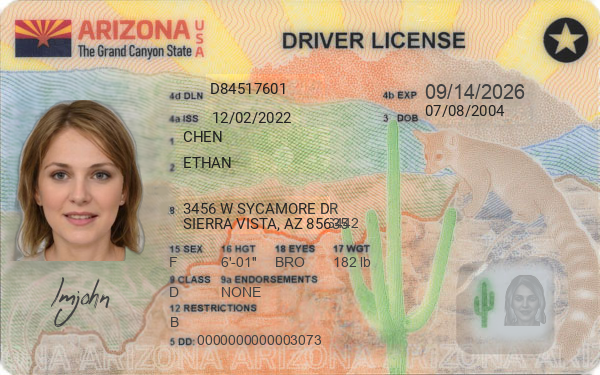 ARIZONA USA
The Grand Canyon State
DRIVER LICENSE
4d DLN D84517601
4b EXP 09/14/2026
4a ISS 12/02/2022
3 DOB 07/08/2004
1 CHEN
2 ETHAN
8 3456 W SYCAMORE DR
SIERRA VISTA, AZ
15 SEX 16 HGT 18 EYES 17 WGT
F 6'-01" BRO 182 lb
9 CLASS 9a ENDORSEMENTS
D NONE
12 RESTRICTIONS
B
5 DD: 0000000000003073
ARIZONA ARIZONA ARIZONA ARIZONA